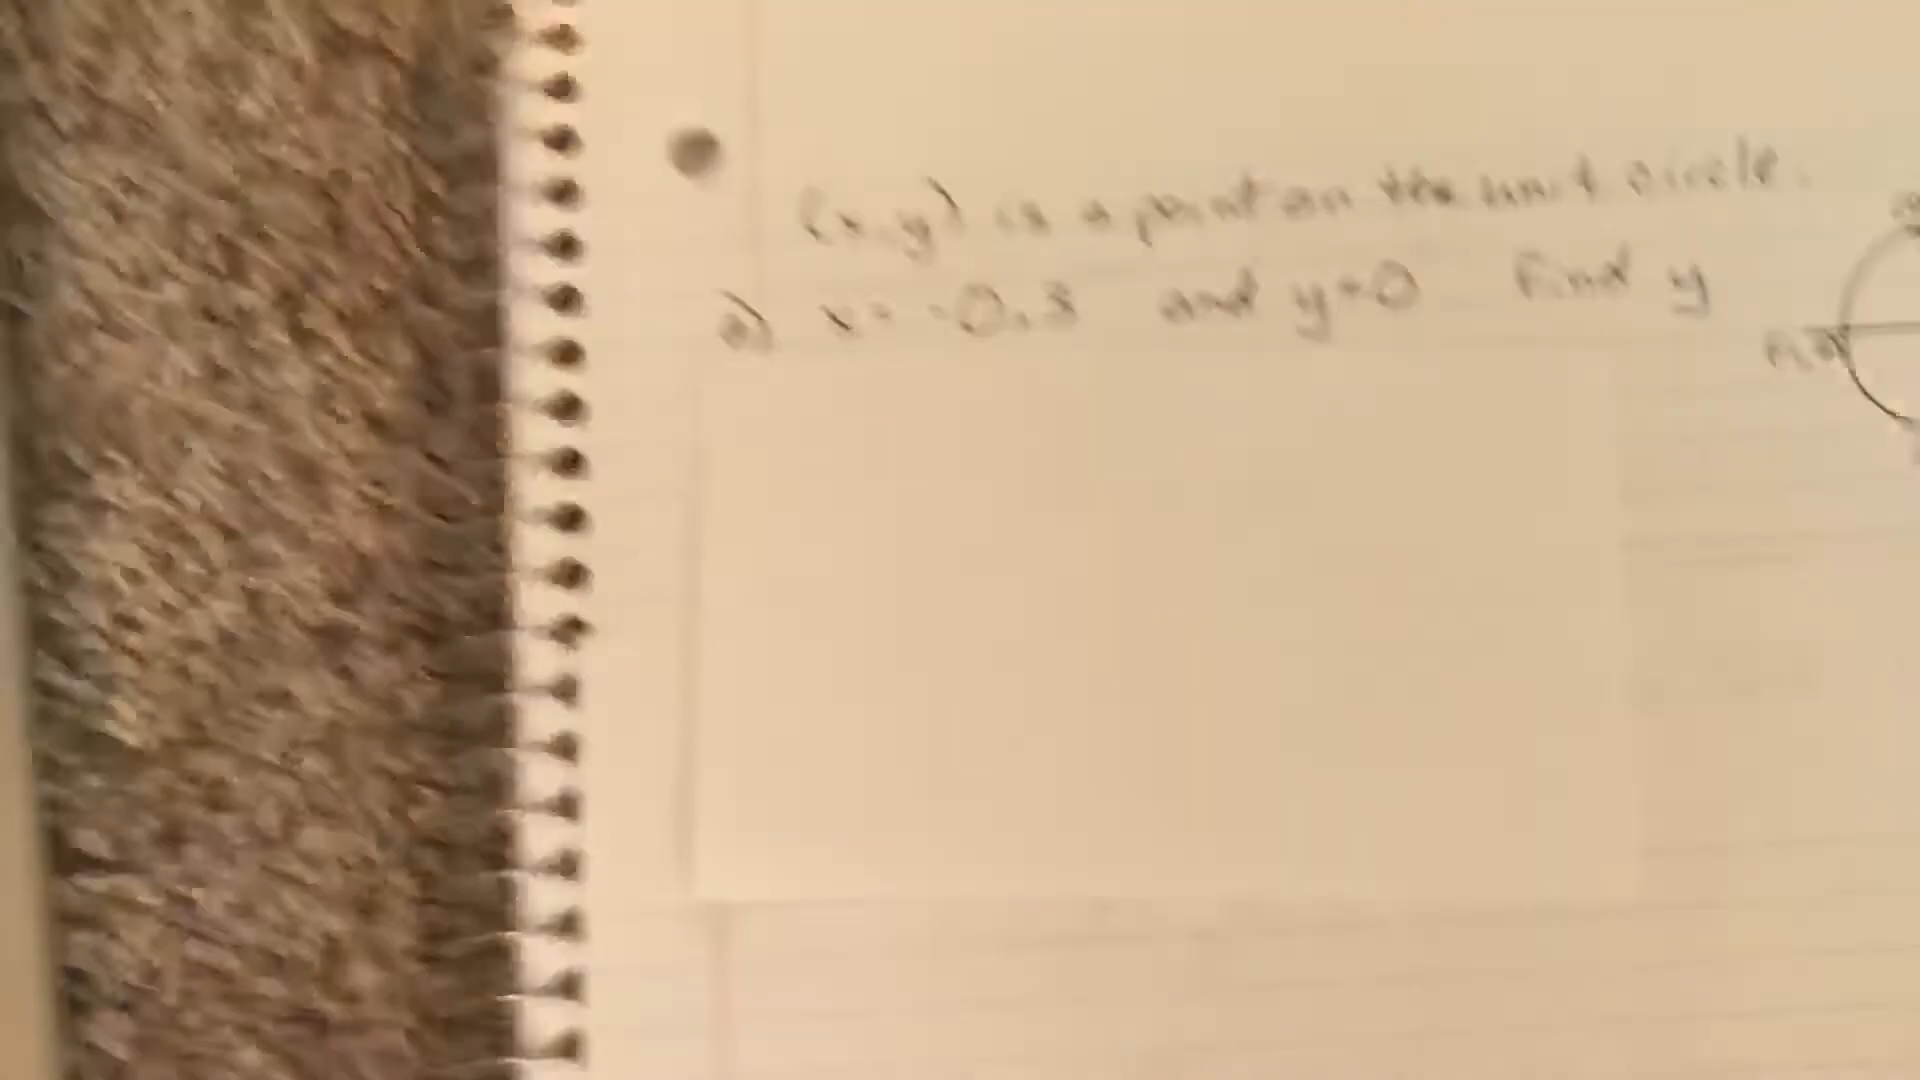 (x,y) is a point on the unit circle.
a) x = -0.3 and y<0 Find y